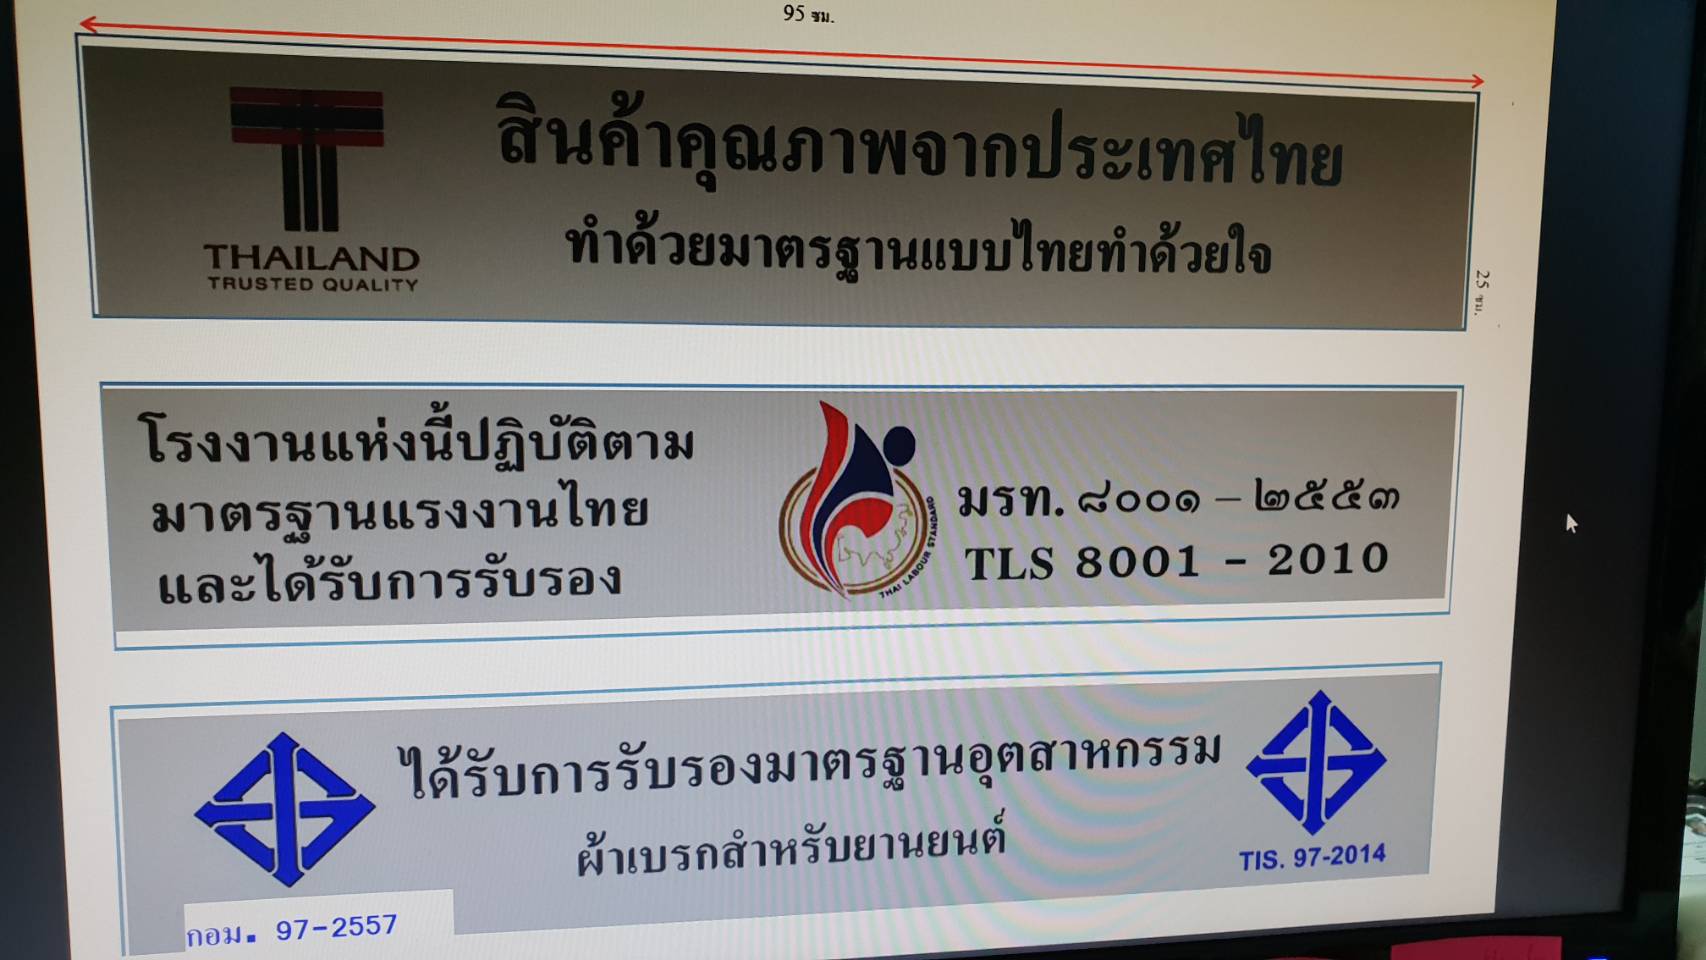 95 ซม.
THAILAND
TRUSTED QUALITY
สินค้าคุณภาพจากประเทศไทย
ทำด้วยมาตรฐานแบบไทยทำด้วยใจ
25 ซม.
โรงงานแห่งนี้ปฏิบัติตาม
มาตรฐานแรงงานไทย
และได้รับการรับรอง
THAI LABOUR STANDARD
มรท. ๘๐๐๑ – ๒๕๕๓
TLS 8001 - 2010
ได้รับการรับรองมาตรฐานอุตสาหกรรม
ผ้าเบรกสำหรับยานยนต์
กอม. 97-2557
TIS. 97-2014